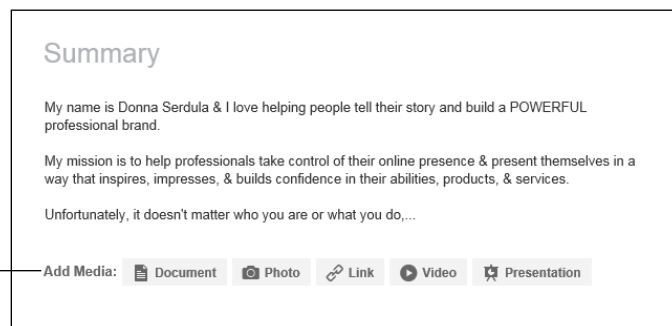 Summary
My name is Donna Serdula & I love helping people tell their story and build a POWERFUL
professional brand.
My mission is to help professionals take control of their online presence & present themselves in a
way that inspires, impresses, & builds confidence in their abilities, products, & services.
Unfortunately, it doesn't matter who you are or what you do,...
Add Media: Document Photo Link Video Presentation